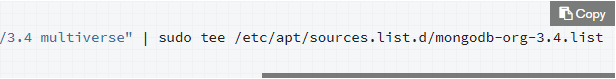 Copy
/3.4 multiverse" | sudo tee /etc/apt/sources.list.d/mongodb-org-3.4.list